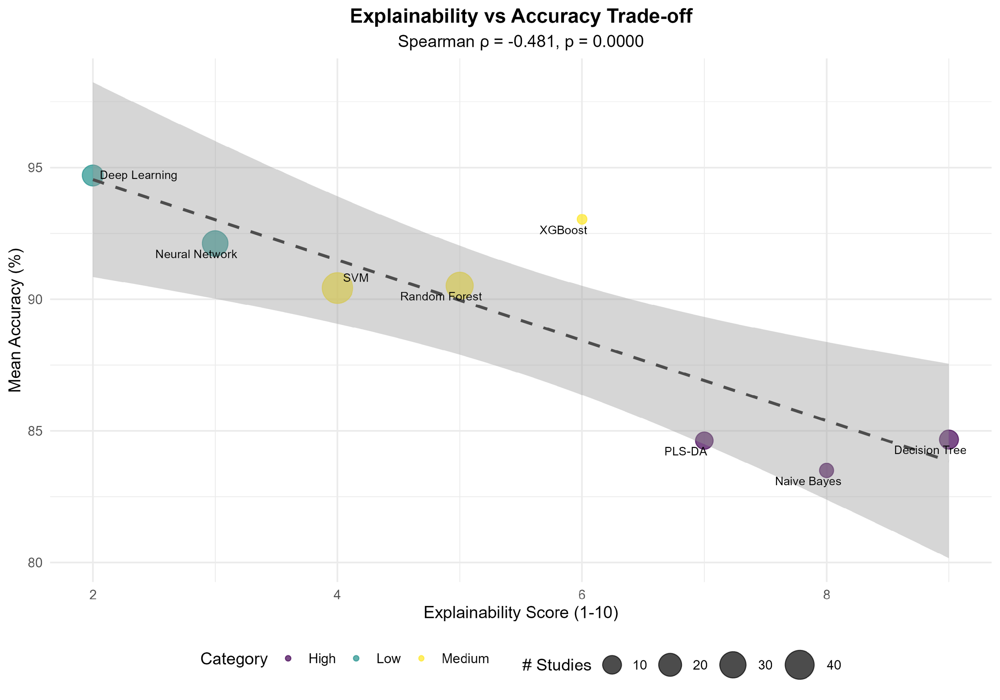 Explainability vs Accuracy Trade-off
Spearman ρ = -0.481, p = 0.0000
Mean Accuracy (%)
95
90
85
80
Deep Learning
XGBoost
Neural Network
SVM
Random Forest
PLS-DA
Decision Tree
Naive Bayes
2 4 6 8
Explainability Score (1-10)
Category High Low Medium # Studies 10 20 30 40